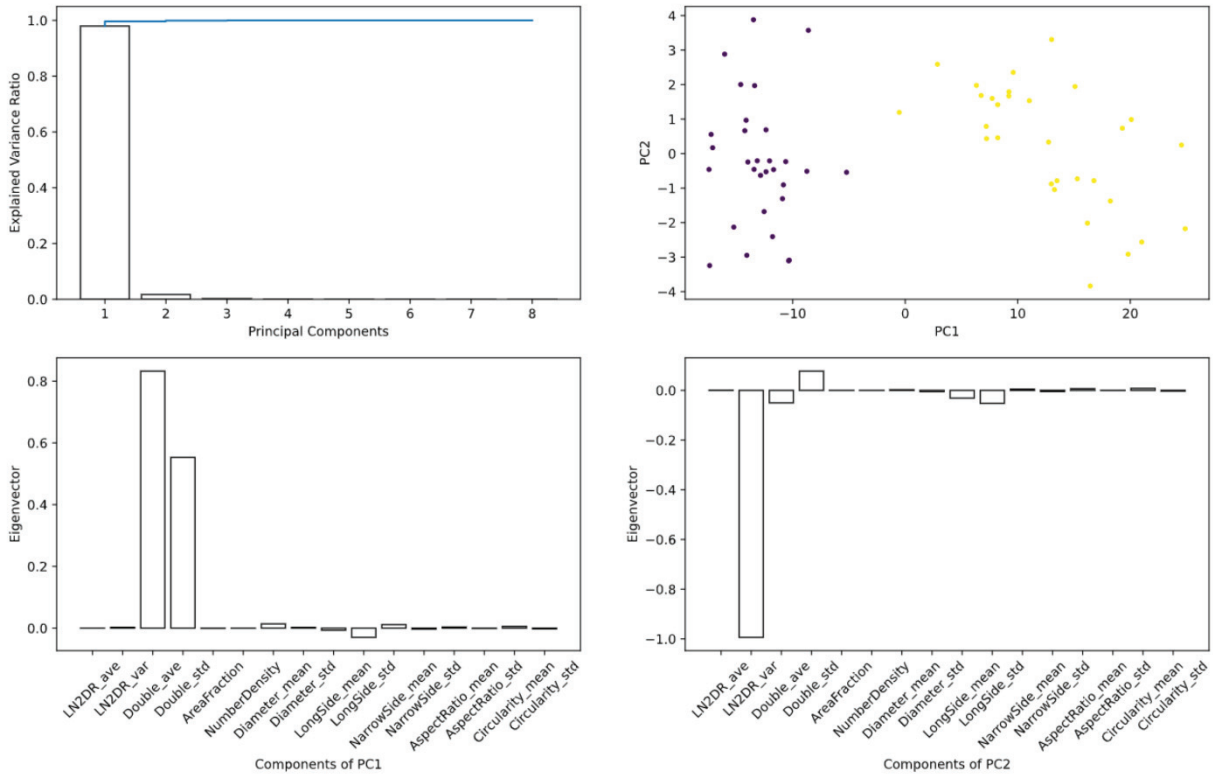 1.0
0.8
0.6
0.4
0.2
0.0
Explained Variance Ratio
1 2 3 4 5 6 7 8
Principal Components
4
3
2
1
0
−1
−2
−3
−4
PC2
−10 0 10 20
PC1
0.8
0.6
0.4
0.2
0.0
Eigenvector
LN2DR_ave
LN2DR_var
Double_ave
Double_std
AreaFraction
NumberDensity
Diameter_mean
Diameter_std
LongSide_mean
LongSide_std
NarrowSide_mean
NarrowSide_std
AspectRatio_mean
AspectRatio_std
Circularity_mean
Circularity_std
Components of PC1
0.0
−0.2
−0.4
−0.6
−0.8
−1.0
Eigenvector
LN2DR_ave
LN2DR_var
Double_ave
Double_std
AreaFraction
NumberDensity
Diameter_mean
Diameter_std
LongSide_mean
LongSide_std
NarrowSide_mean
NarrowSide_std
AspectRatio_mean
AspectRatio_std
Circularity_mean
Circularity_std
Components of PC2